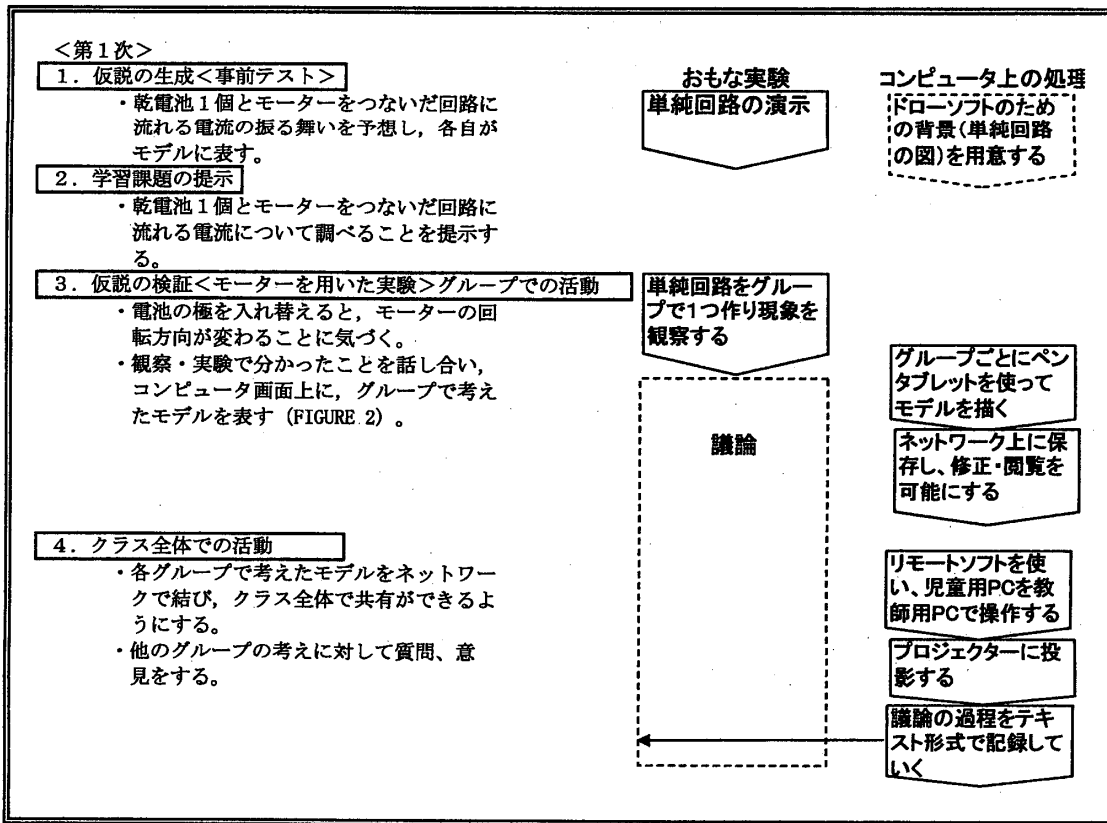 <第1次>
1．仮説の生成<事前テスト>
・乾電池1個とモーターをつないだ回路に
流れる電流の振る舞いを予想し，各自が
モデルに表す。
2．学習課題の提示
・乾電池1個とモーターをつないだ回路に
流れる電流について調べることを提示す
る。
3．仮説の検証<モーターを用いた実験>グループでの活動
・電池の極を入れ替えると，モーターの回
転方向が変わることに気づく。
・観察・実験で分かったことを話し合い，
コンピュータ画面上に，グループで考え
たモデルを表す（FIGURE 2）。
4．クラス全体での活動
・各グループで考えたモデルをネットワー
クで結び，クラス全体で共有ができるよ
うにする。
・他のグループの考えに対して質問、意
見をする。
おもな実験
単純回路の演示
単純回路をグルー
プで1つ作り現象を
観察する
議論
コンピュータ上の処理
ドローソフトのため
の背景(単純回路
の図)を用意する
グループごとにペン
タブレットを使って
モデルを描く
ネットワーク上に保
存し、修正・閲覧を
可能にする
リモートソフトを使
い、児童用PCを教
師用PCで操作する
プロジェクターに投
影する
議論の過程をテキ
スト形式で記録して
いく